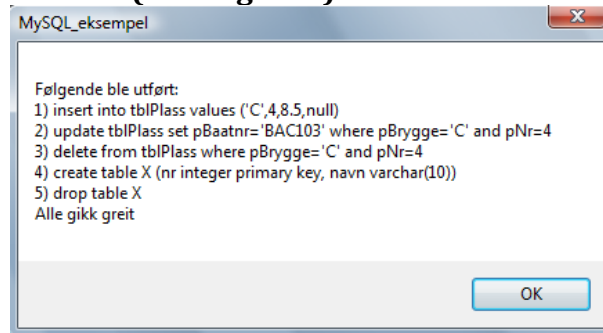 MySQL_eksempel
Følgende ble utført:
1) insert into tblPlass values ('C',4,8.5,null)
2) update tblPlass set pBaatnr='BAC103' where pBrygge='C' and pNr=4
3) delete from tblPlass where pBrygge='C' and pNr=4
4) create table X (nr integer primary key, navn varchar(10))
5) drop table X
Alle gikk greit
OK